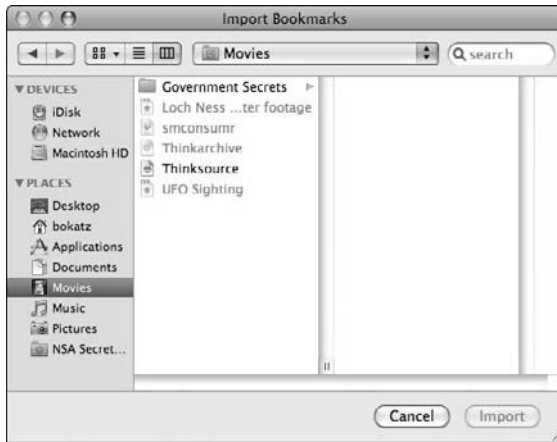 Import Bookmarks
Movies
search
DEVICES
iDisk
Network
Macintosh HD
PLACES
Desktop
bokatz
Applications
Documents
Movies
Music
Pictures
NSA Secret...
Government Secrets
Loch Ness ...ter footage
smconsumr
Thinkarchive
Thinksource
UFO Sighting
Cancel
Import